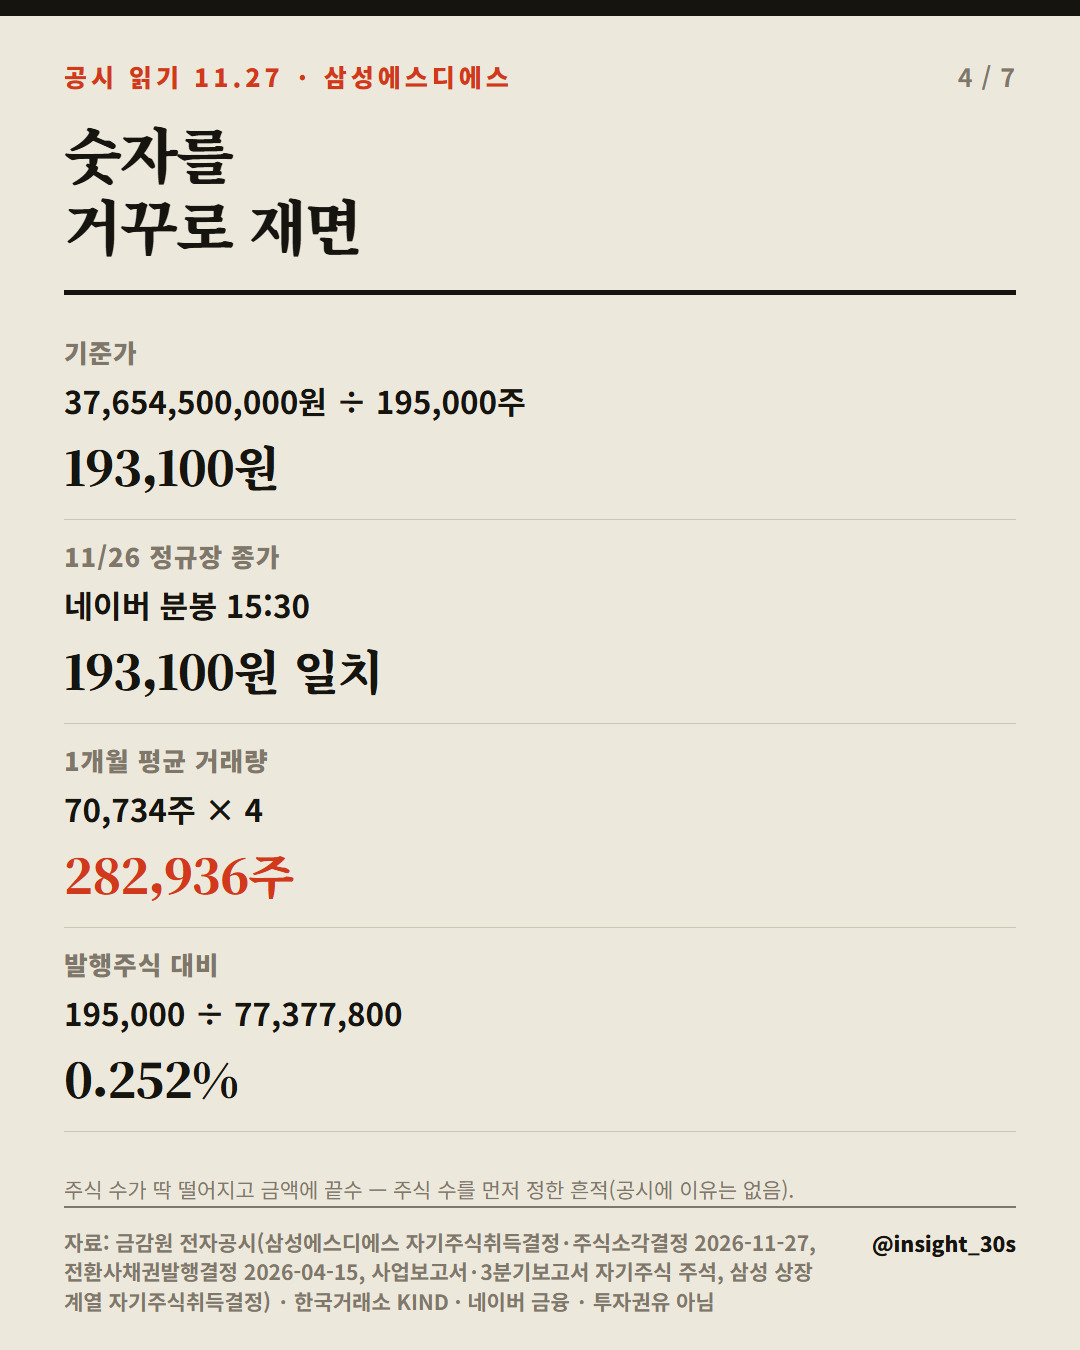 공시 읽기 11.27 · 삼성에스디에스
4 / 7
숫자를
거꾸로 재면
기준가
37,654,500,000원 ÷ 195,000주
193,100원
11/26 정규장 종가
네이버 분봉 15:30
193,100원 일치
1개월 평균 거래량
70,734주 × 4
282,936주
발행주식 대비
195,000 ÷ 77,377,800
0.252%
주식 수가 딱 떨어지고 금액에 끝수 — 주식 수를 먼저 정한 흔적(공시에 이유는 없음).
자료: 금감원 전자공시(삼성에스디에스 자기주식취득결정·주식소각결정 2026-11-27,
전환사채권발행결정 2026-04-15, 사업보고서·3분기보고서 자기주식 주석, 삼성 상장
계열 자기주식취득결정) · 한국거래소 KIND · 네이버 금융 · 투자권유 아님
@insight_30s